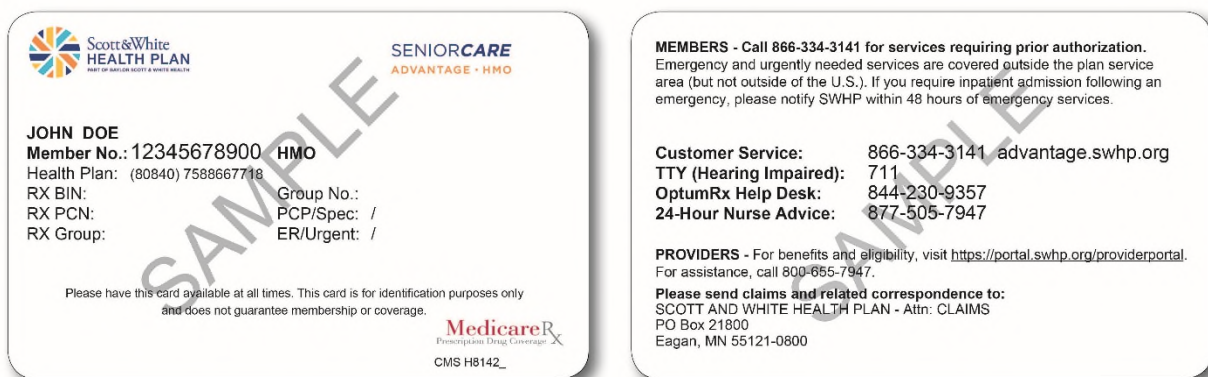 Scott&White
HEALTH PLAN
PART OF BAYLOR SCOTT & WHITE HEALTH
SENIORCARE
ADVANTAGE · HMO
JOHN DOE
Member No.: 12345678900 HMO
Health Plan: (80840) 7588667718
RX BIN:
RX PCN:
RX Group:
Group No.:
PCP/Spec: /
ER/Urgent: /
SAMPLE
Please have this card available at all times. This card is for identification purposes only
and does not guarantee membership or coverage.
MedicareRx
Prescription Drug Coverage
CMS H8142_
MEMBERS - Call 866-334-3141 for services requiring prior authorization.
Emergency and urgently needed services are covered outside the plan service
area (but not outside of the U.S.). If you require inpatient admission following an
emergency, please notify SWHP within 48 hours of emergency services.
Customer Service: 866-334-3141 advantage.swhp.org
TTY (Hearing Impaired): 711
OptumRx Help Desk: 844-230-9357
24-Hour Nurse Advice: 877-505-7947
SAMPLE
PROVIDERS - For benefits and eligibility, visit https://portal.swhp.org/providerportal.
For assistance, call 800-655-7947.
Please send claims and related correspondence to:
SCOTT AND WHITE HEALTH PLAN - Attn: CLAIMS
PO Box 21800
Eagan, MN 55121-0800